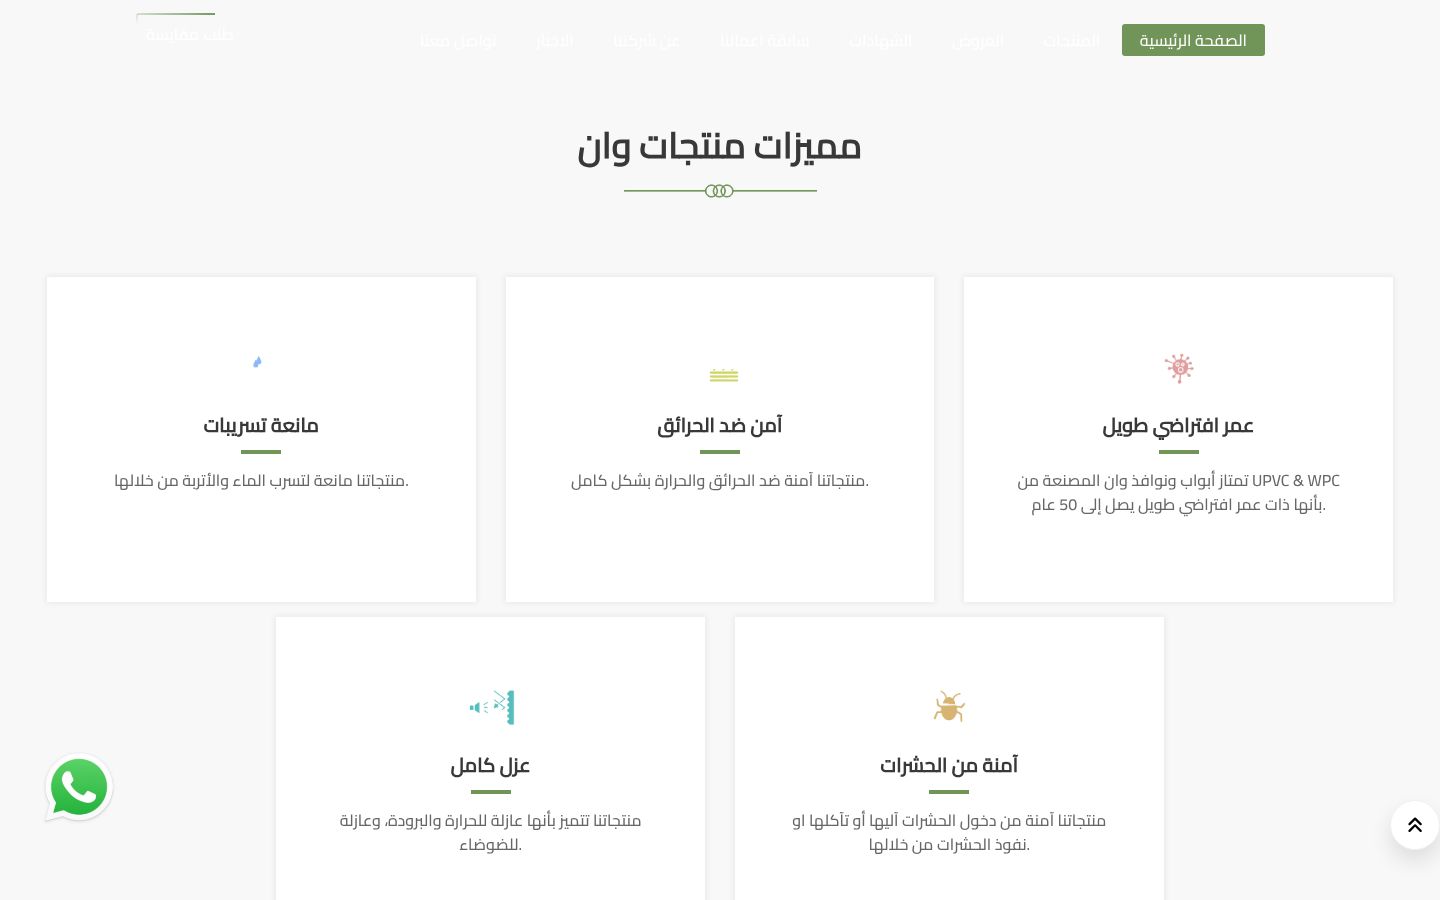 الصفحة الرئيسية
المنتجات
العروض
الشهادات
سابقة اعمالنا
عن شركتنا
الاخبار
تواصل معنا
طلب مقايسة
مميزات منتجات وان
عمر افتراضي طويل
تمتاز أبواب ونوافذ وان المصنعة من UPVC & WPC
بأنها ذات عمر افتراضي طويل يصل إلى 50 عام.
آمن ضد الحرائق
منتجاتنا آمنة ضد الحرائق والحرارة بشكل كامل.
مانعة تسريبات
منتجاتنا مانعة لتسرب الماء والأتربة من خلالها.
آمنة من الحشرات
منتجاتنا آمنة من دخول الحشرات آليها أو تآكلها او
نفوذ الحشرات من خلالها.
عزل كامل
منتجاتنا تتميز بأنها عازلة للحرارة والبرودة، وعازلة
للضوضاء.